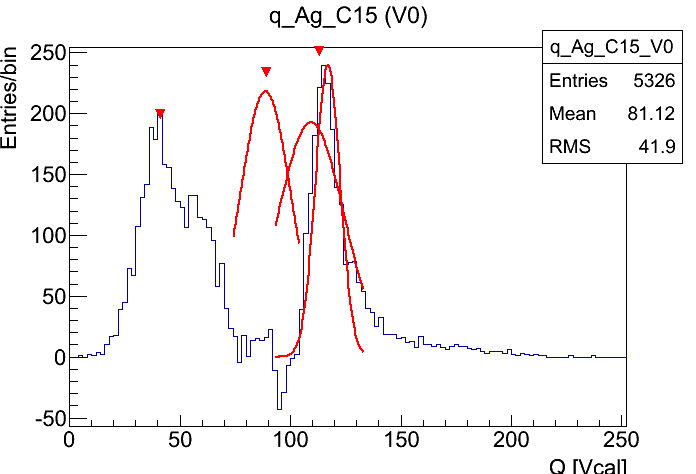 q_Ag_C15 (V0)
Entries/bin
q_Ag_C15_V0
Entries 5326
Mean 81.12
RMS 41.9
250
200
150
100
50
0
-50
0 50 100 150 200 250
Q [Vcal]